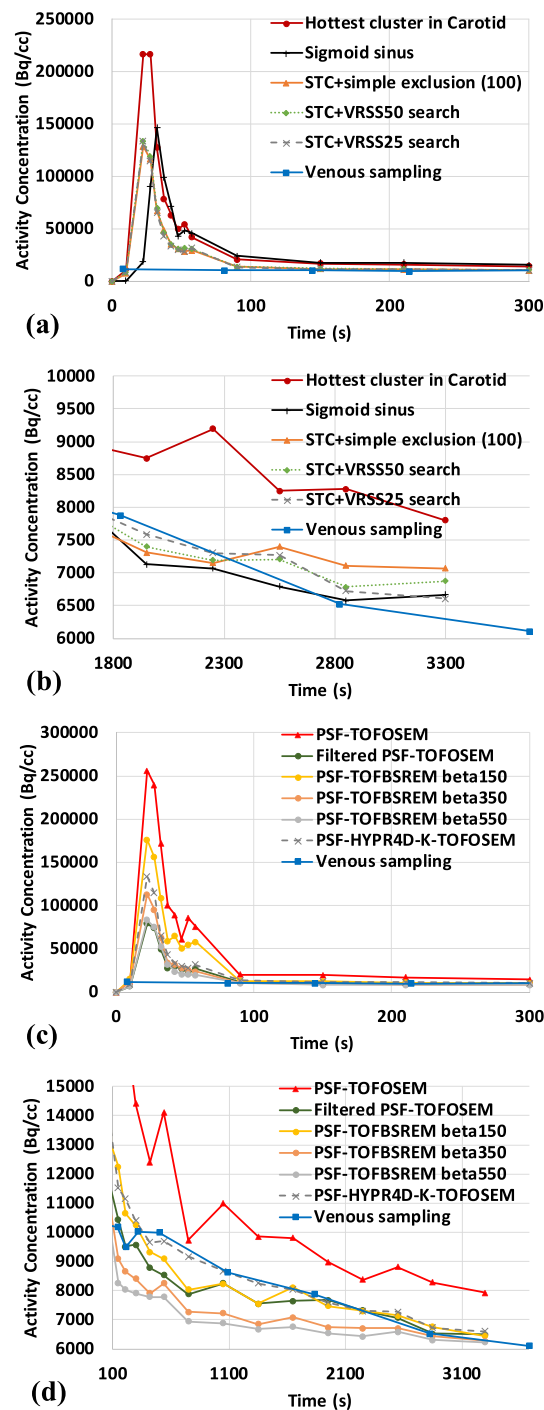 250000
200000
150000
100000
50000
0
Activity Concentration (Bq/cc)
Hottest cluster in Carotid
Sigmoid sinus
STC+simple exclusion (100)
STC+VRSS50 search
STC+VRSS25 search
Venous sampling
0 100 200 300
Time (s)
(a)
10000
9500
9000
8500
8000
7500
7000
6500
6000
Activity Concentration (Bq/cc)
Hottest cluster in Carotid
Sigmoid sinus
STC+simple exclusion (100)
STC+VRSS50 search
STC+VRSS25 search
Venous sampling
1800 2300 2800 3300
Time (s)
(b)
300000
250000
200000
150000
100000
50000
0
Activity Concentration (Bq/cc)
PSF-TOFOSEM
Filtered PSF-TOFOSEM
PSF-TOFBSREM beta150
PSF-TOFBSREM beta350
PSF-TOFBSREM beta550
PSF-HYPR4D-K-TOFOSEM
Venous sampling
0 100 200 300
Time (s)
(c)
15000
14000
13000
12000
11000
10000
9000
8000
7000
6000
Activity Concentration (Bq/cc)
PSF-TOFOSEM
Filtered PSF-TOFOSEM
PSF-TOFBSREM beta150
PSF-TOFBSREM beta350
PSF-TOFBSREM beta550
PSF-HYPR4D-K-TOFOSEM
Venous sampling
100 1100 2100 3100
Time (s)
(d)